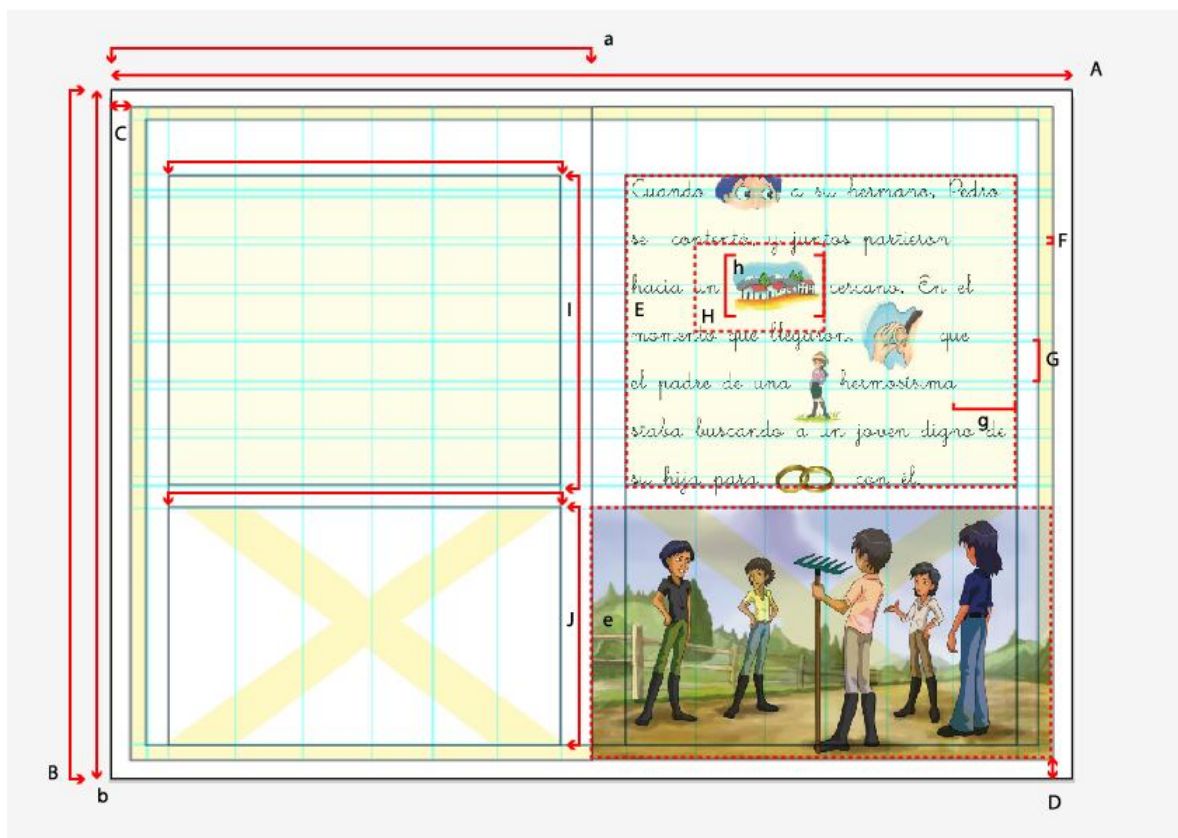 a
A
C
Cuando a su hermano, Pedro
se contentó, y juntos partieron
F
h
hacia un cercano. En el
I
E
H
momento que llegaron, que
G
el padre de una hermosísima
g
staba buscando a un joven digno de
su hija para con él.
J
e
B
b
D